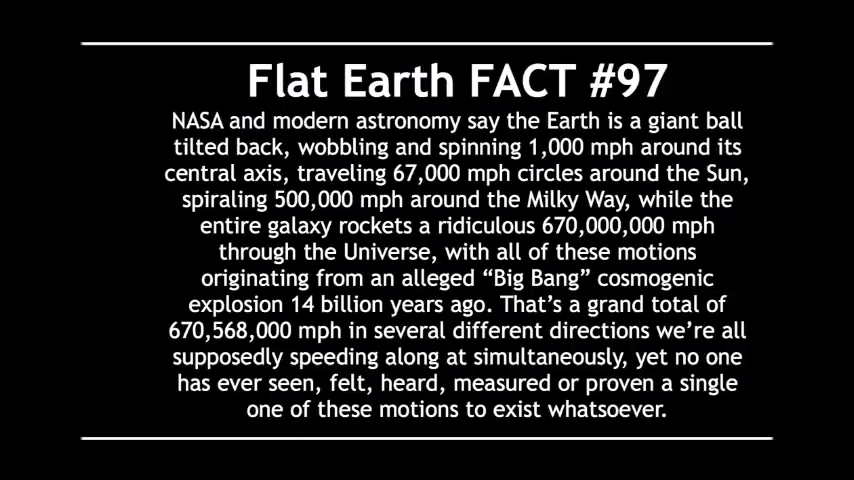 Flat Earth FACT #97
NASA and modern astronomy say the Earth is a giant ball
tilted back, wobbling and spinning 1,000 mph around its
central axis, traveling 67,000 mph circles around the Sun,
spiraling 500,000 mph around the Milky Way, while the
entire galaxy rockets a ridiculous 670,000,000 mph
through the Universe, with all of these motions
originating from an alleged “Big Bang” cosmogenic
explosion 14 billion years ago. That’s a grand total of
670,568,000 mph in several different directions we’re all
supposedly speeding along at simultaneously, yet no one
has ever seen, felt, heard, measured or proven a single
one of these motions to exist whatsoever.